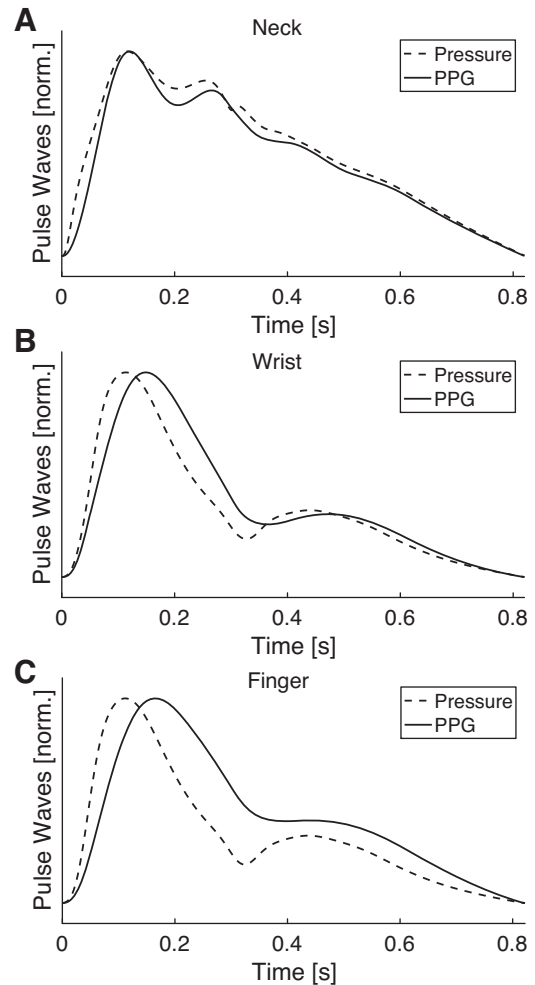 A
Neck
Pulse Waves [norm.]
Pressure
PPG
0 0.2 0.4 0.6 0.8
Time [s]
B
Wrist
Pulse Waves [norm.]
Pressure
PPG
0 0.2 0.4 0.6 0.8
Time [s]
C
Finger
Pulse Waves [norm.]
Pressure
PPG
0 0.2 0.4 0.6 0.8
Time [s]